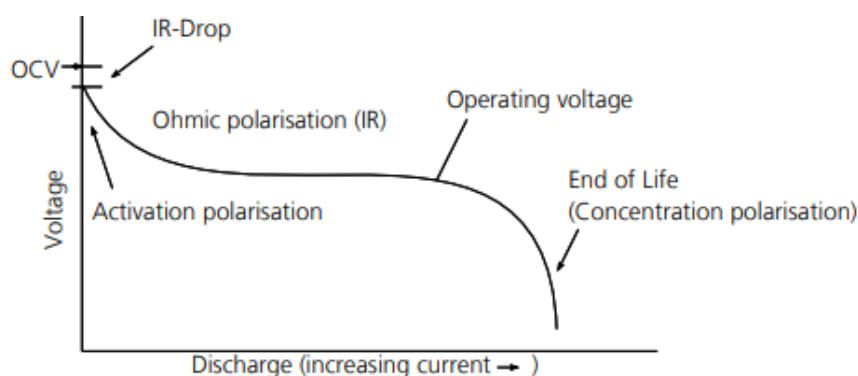 IR-Drop
OCV
Operating voltage
Ohmic polarisation (IR)
End of Life
(Concentration polarisation)
Activation polarisation
Voltage
Discharge (increasing current → )